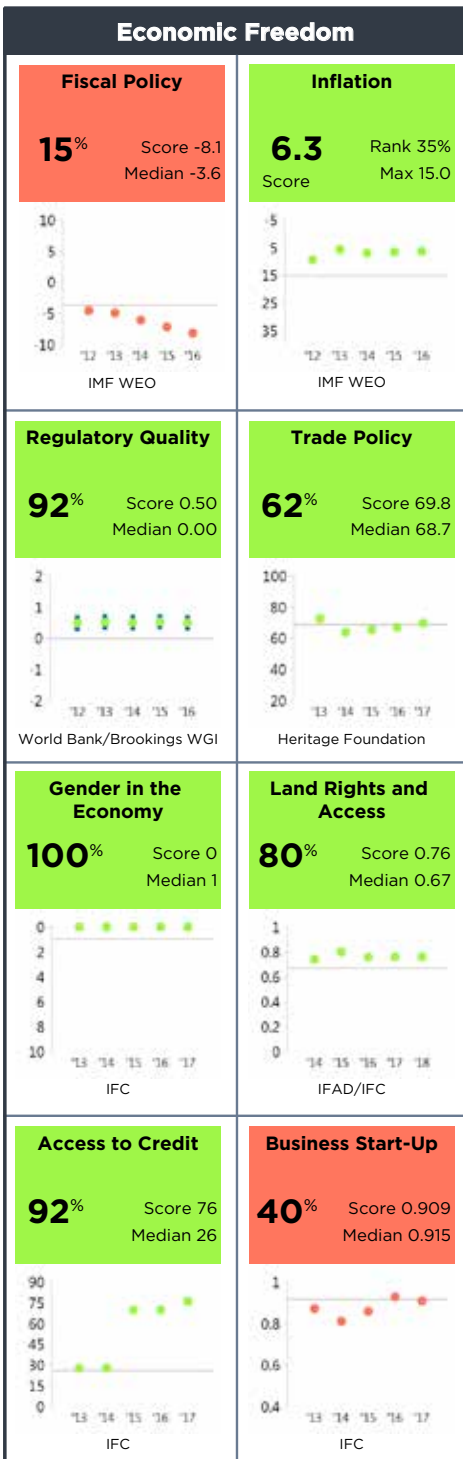 Economic Freedom
Fiscal Policy
15%
Score -8.1
Median -3.6
10
5
0
-5
-10
'12 '13 '14 '15 '16
IMF WEO
Inflation
6.3
Score
Rank 35%
Max 15.0
-5
5
15
25
35
'12 '13 '14 '15 '16
IMF WEO
Regulatory Quality
92%
Score 0.50
Median 0.00
2
1
0
-1
-2
'12 '13 '14 '15 '16
World Bank/Brookings WGI
Trade Policy
62%
Score 69.8
Median 68.7
100
80
60
40
20
'13 '14 '15 '16 '17
Heritage Foundation
Gender in the
Economy
100%
Score 0
Median 1
0
2
4
6
8
10
'13 '14 '15 '16 '17
IFC
Land Rights and
Access
80%
Score 0.76
Median 0.67
1
0.8
0.6
0.4
0.2
0
'14 '15 '16 '17 '18
IFAD/IFC
Access to Credit
92%
Score 76
Median 26
90
75
60
45
30
15
0
'13 '14 '15 '16 '17
IFC
Business Start-Up
40%
Score 0.909
Median 0.915
1
0.8
0.6
0.4
'13 '14 '15 '16 '17
IFC